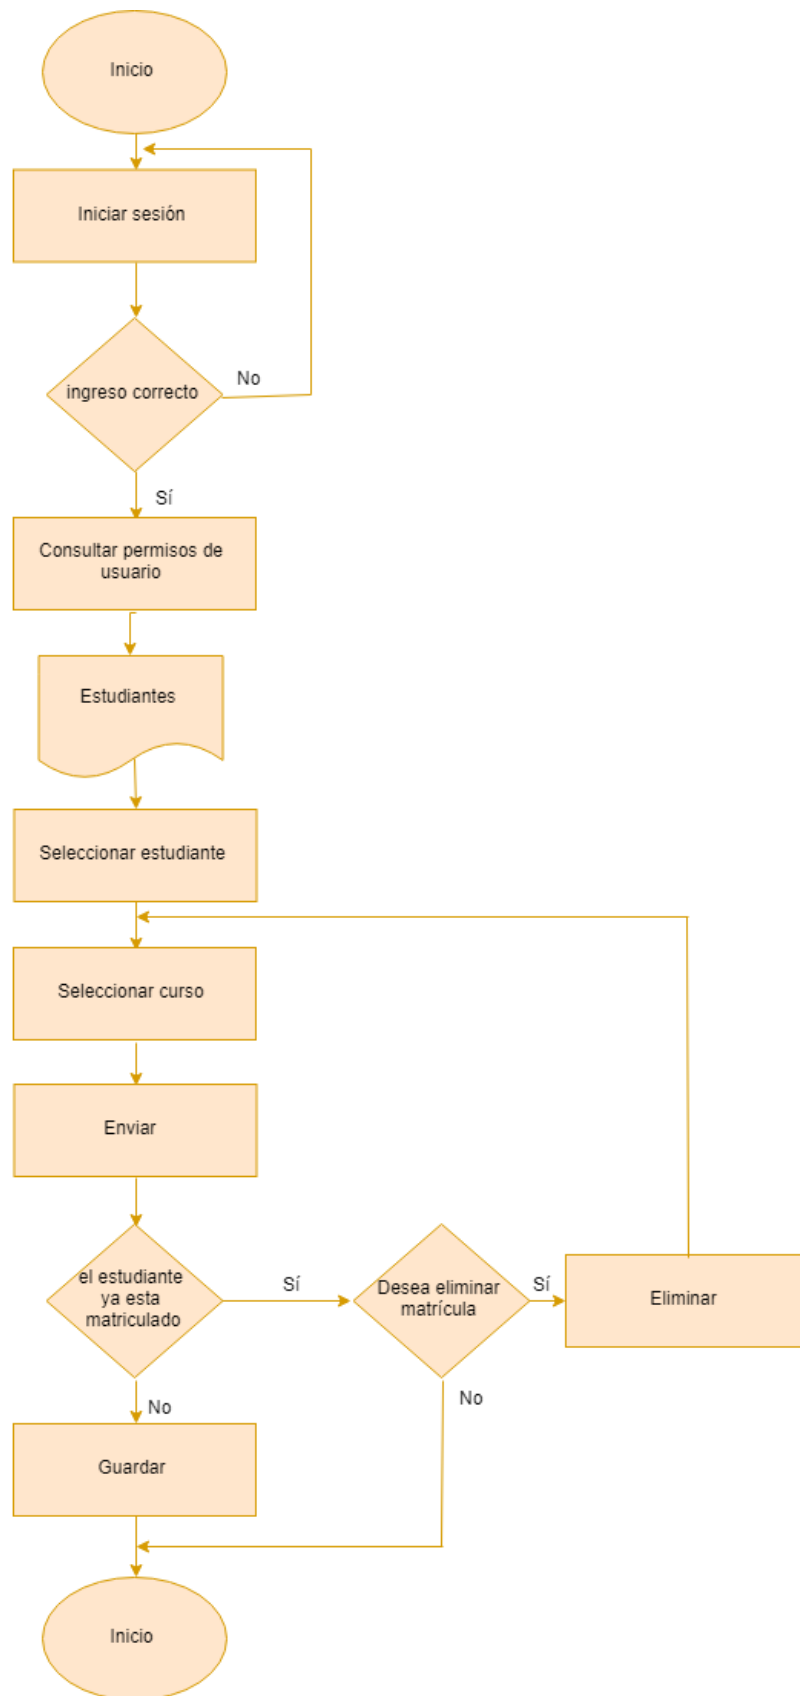 Inicio
Iniciar sesión
ingreso correcto
No
Sí
Consultar permisos de
usuario
Estudiantes
Seleccionar estudiante
Seleccionar curso
Enviar
el estudiante
ya esta
matriculado
Sí
Desea eliminar
matrícula
Sí
Eliminar
No
No
Guardar
Inicio